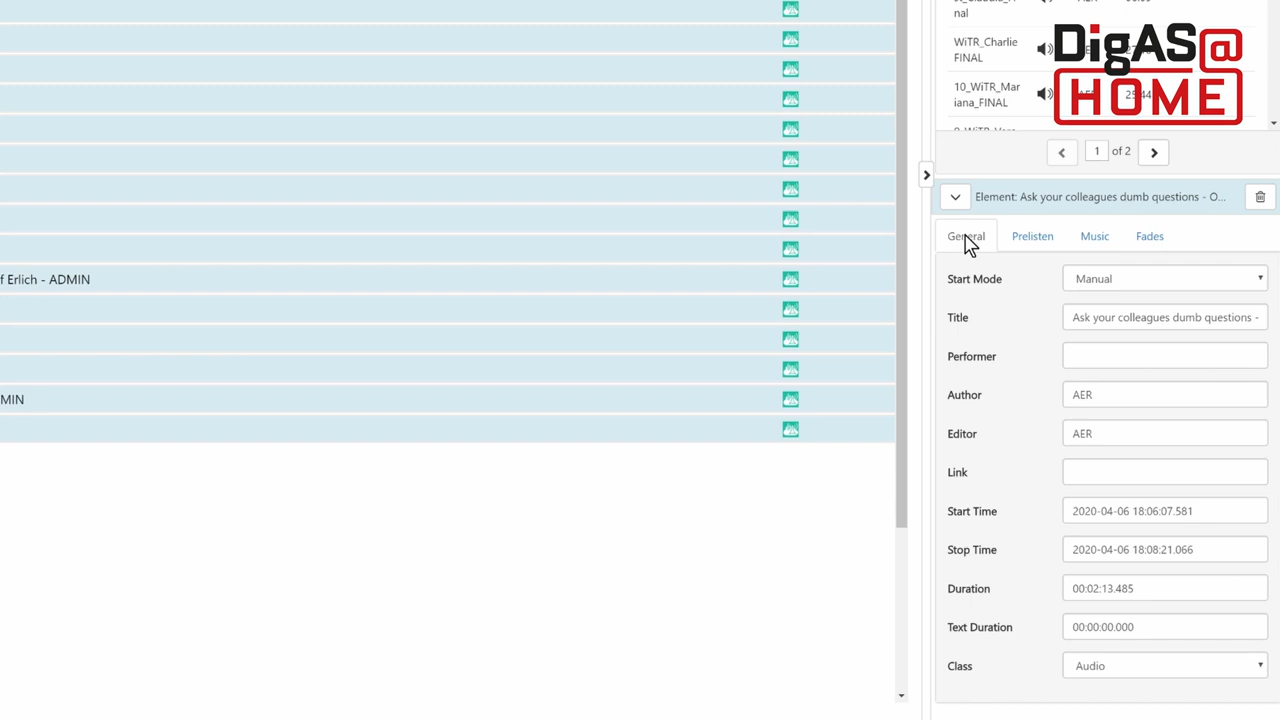 nal
WiTR_Charlie
FINAL
10_WiTR_Mar
iana_FINAL
DigAS@
HOME
1 of 2
Element: Ask your colleagues dumb questions - O...
General Prelisten Music Fades
f Erlich - ADMIN
MIN
Start Mode Manual
Title Ask your colleagues dumb questions -
Performer
Author AER
Editor AER
Link
Start Time 2020-04-06 18:06:07.581
Stop Time 2020-04-06 18:08:21.066
Duration 00:02:13.485
Text Duration 00:00:00.000
Class Audio